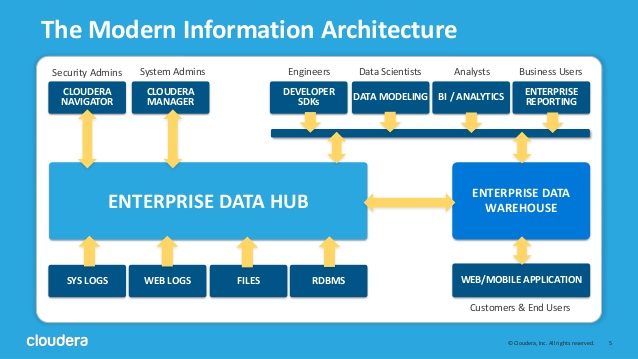 The Modern Information Architecture
Security Admins
System Admins
Engineers
Data Scientists
Analysts
Business Users
CLOUDERA
NAVIGATOR
CLOUDERA
MANAGER
DEVELOPER
SDKs
DATA MODELING
BI / ANALYTICS
ENTERPRISE
REPORTING
ENTERPRISE DATA HUB
ENTERPRISE DATA
WAREHOUSE
SYS LOGS
WEB LOGS
FILES
RDBMS
WEB/MOBILE APPLICATION
Customers & End Users
cloudera
© Cloudera, Inc. All rights reserved.
5